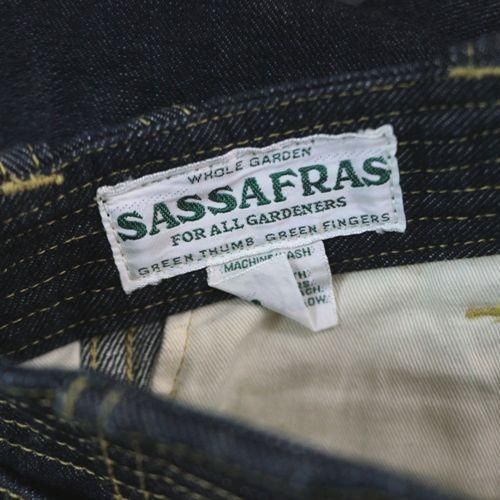 WHOLE GARDEN
SASSAFRAS
FOR ALL GARDENERS
GREEN THUMB GREEN FINGERS
MACHINE WASH